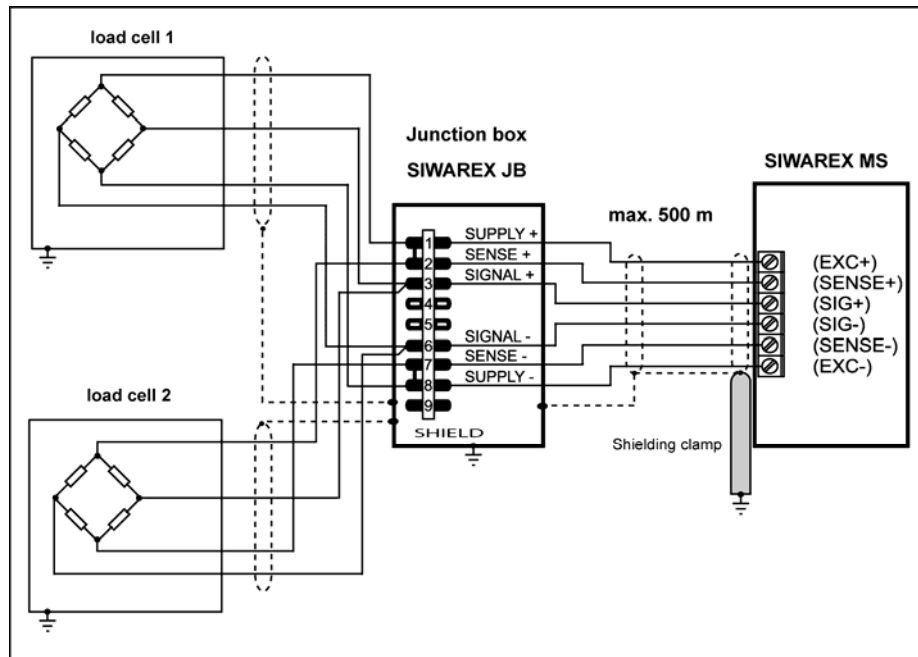 load cell 1
Junction box
SIWAREX JB
SIWAREX MS
max. 500 m
1 SUPPLY +
2 SENSE +
3 SIGNAL +
4
5
6 SIGNAL -
7 SENSE -
8 SUPPLY -
9
SHIELD
(EXC+)
(SENSE+)
(SIG+)
(SIG-)
(SENSE-)
(EXC-)
load cell 2
Shielding clamp